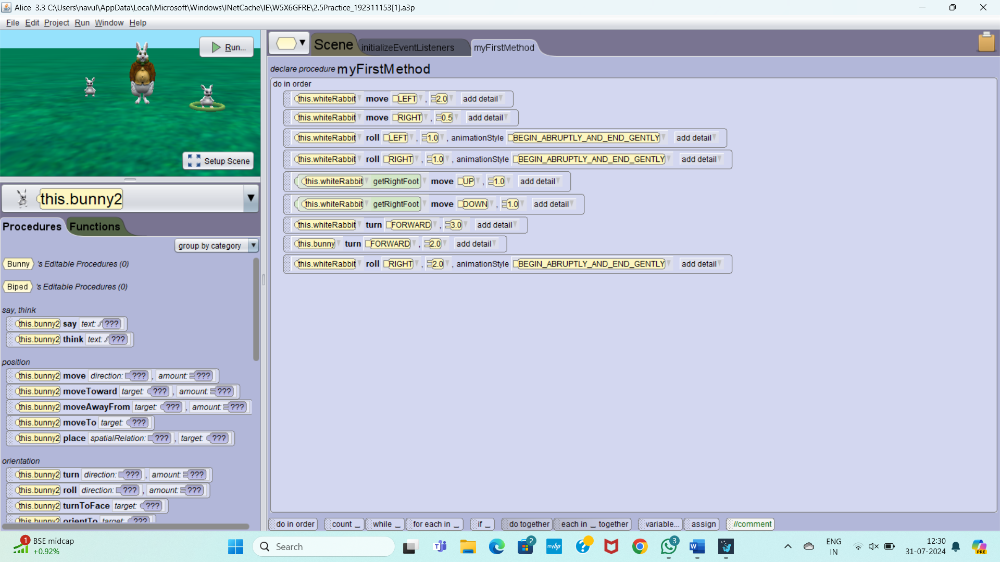 Alice 3.3 C:\Users\navul\AppData\Local\Microsoft\Windows\INetCache\IE\W5X6GFRE\2.5Practice_192311153[1].a3p
File Edit Project Run Window Help
Run...
Setup Scene
this.bunny2
Procedures Functions
group by category
Bunny 's Editable Procedures (0)
Biped 's Editable Procedures (0)
say, think
this.bunny2 say text: ???
this.bunny2 think text: ???
position
this.bunny2 move direction: ??? , amount: ???
this.bunny2 moveToward target: ??? , amount: ???
this.bunny2 moveAwayFrom target: ??? , amount: ???
this.bunny2 moveTo target: ???
this.bunny2 place spatialRelation: ??? , target: ???
orientation
this.bunny2 turn direction: ??? , amount: ???
this.bunny2 roll direction: ??? , amount: ???
this.bunny2 turnToFace target: ???
this.bunny2 orientTo target: ???
Scene initializeEventListeners myFirstMethod
declare procedure myFirstMethod
do in order
this.whiteRabbit move LEFT , 2.0 add detail
this.whiteRabbit move RIGHT , 0.5 add detail
this.whiteRabbit roll LEFT , 1.0 , animationStyle BEGIN_ABRUPTLY_AND_END_GENTLY add detail
this.whiteRabbit roll RIGHT , 1.0 , animationStyle BEGIN_ABRUPTLY_AND_END_GENTLY add detail
this.whiteRabbit getRightFoot move UP , 1.0 add detail
this.whiteRabbit getRightFoot move DOWN , 1.0 add detail
this.whiteRabbit turn FORWARD , 3.0 add detail
this.bunny turn FORWARD , 2.0 add detail
this.whiteRabbit roll RIGHT , 2.0 , animationStyle BEGIN_ABRUPTLY_AND_END_GENTLY add detail
do in order count _ while _ for each in _ if _ do together each in _ together variable... assign //comment
1 BSE midcap
+0.92%
Search
2
myhp
3
ENG
IN
12:30
31-07-2024
PRE